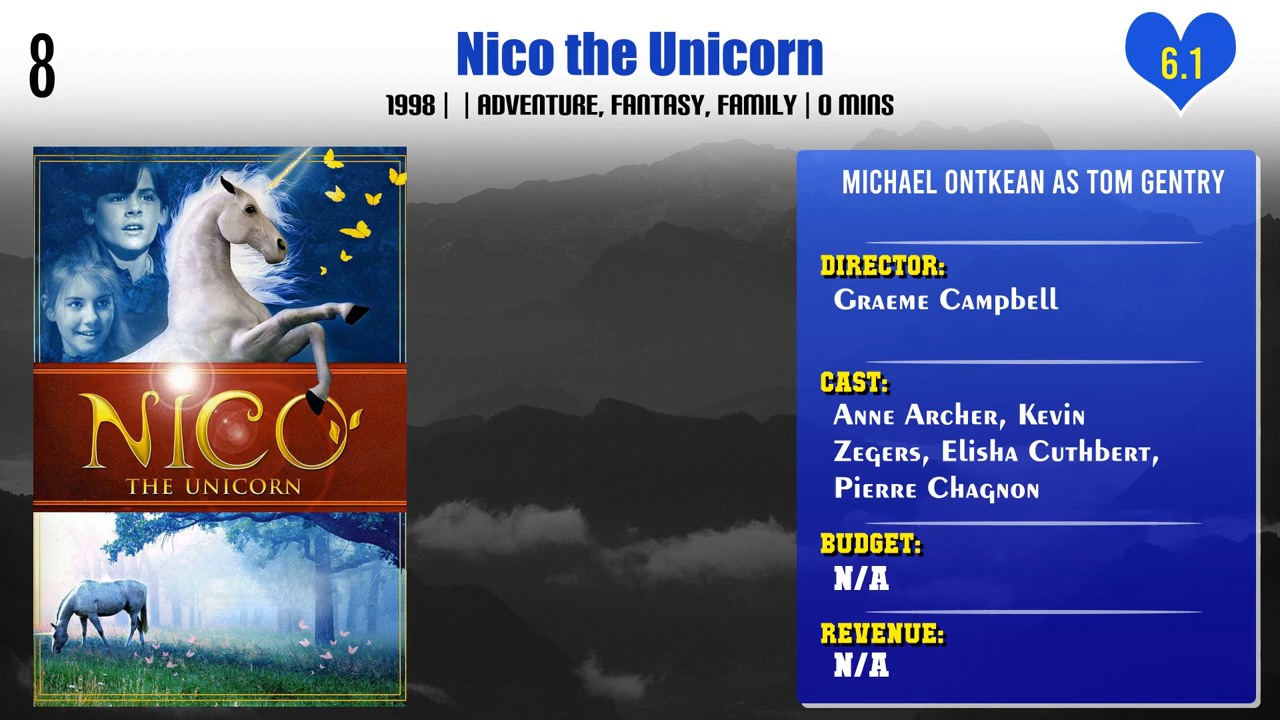 8
Nico the Unicorn
6.1
1998 | | ADVENTURE, FANTASY, FAMILY | 0 MINS
NICO
THE UNICORN
MICHAEL ONTKEAN AS TOM GENTRY
DIRECTOR:
Graeme Campbell
CAST:
Anne Archer, Kevin
Zegers, Elisha Cuthbert,
Pierre Chagnon
BUDGET:
N/A
REVENUE:
N/A